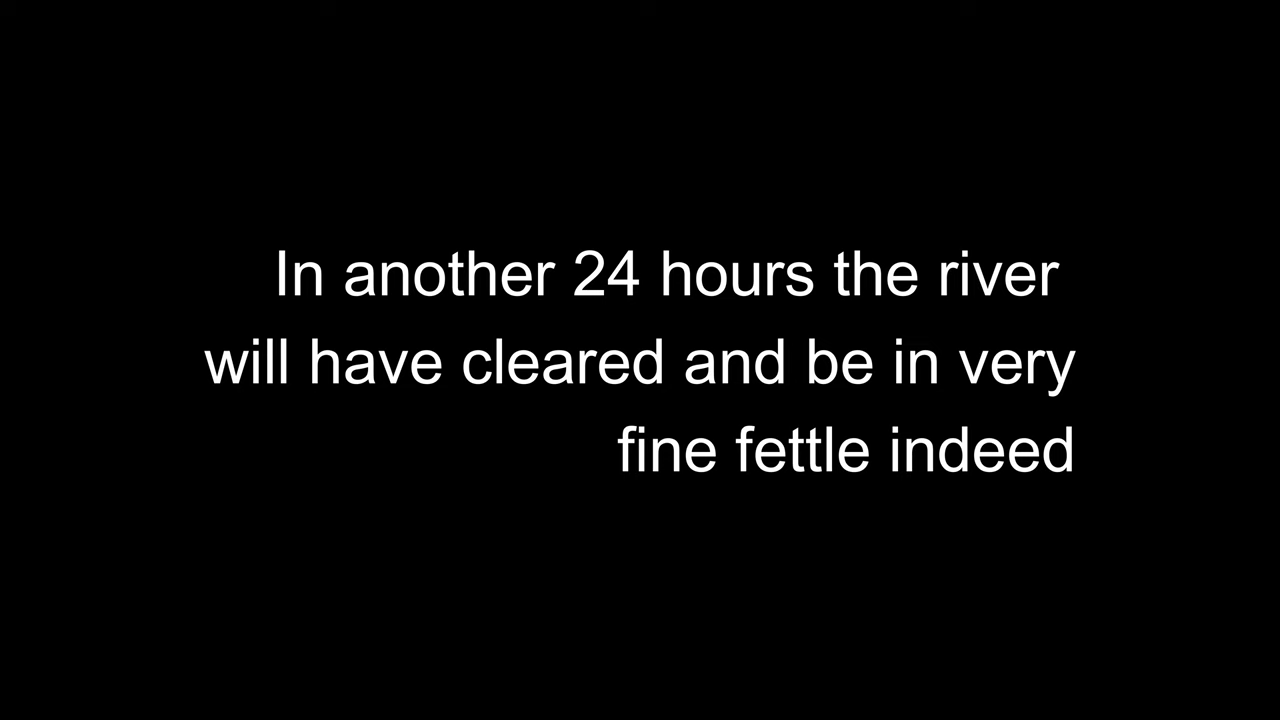 In another 24 hours the river
will have cleared and be in very
fine fettle indeed